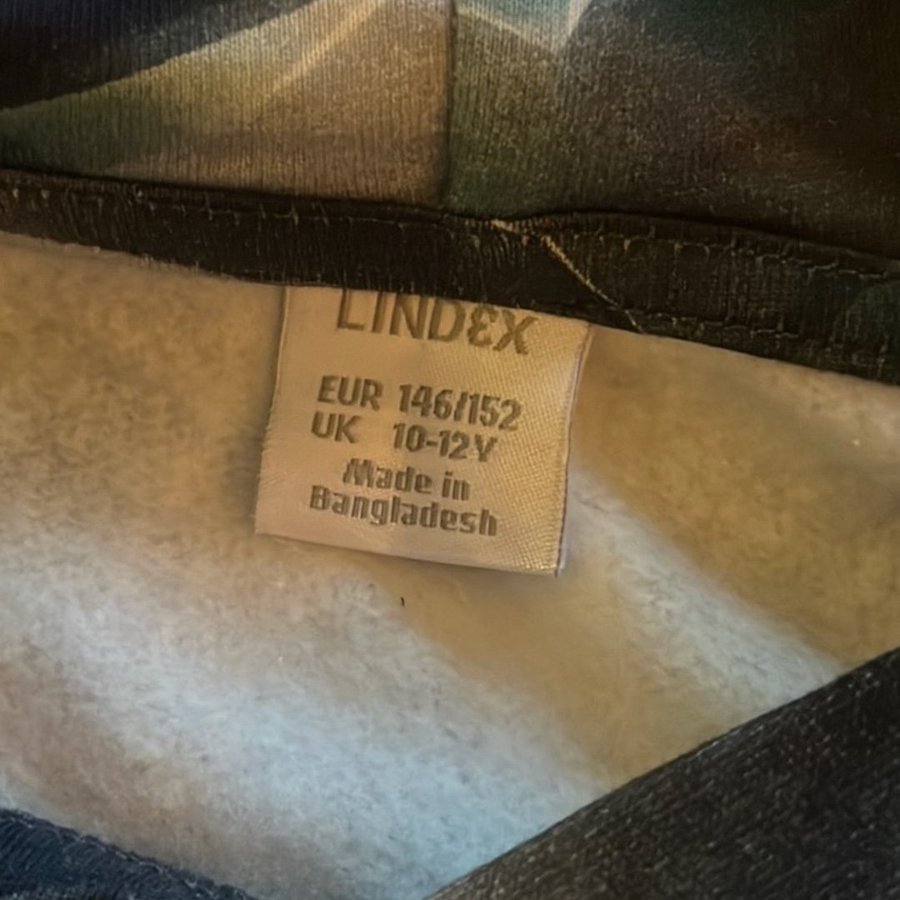 LINDEX
EUR 146/152
UK 10-12Y
Made in
Bangladesh